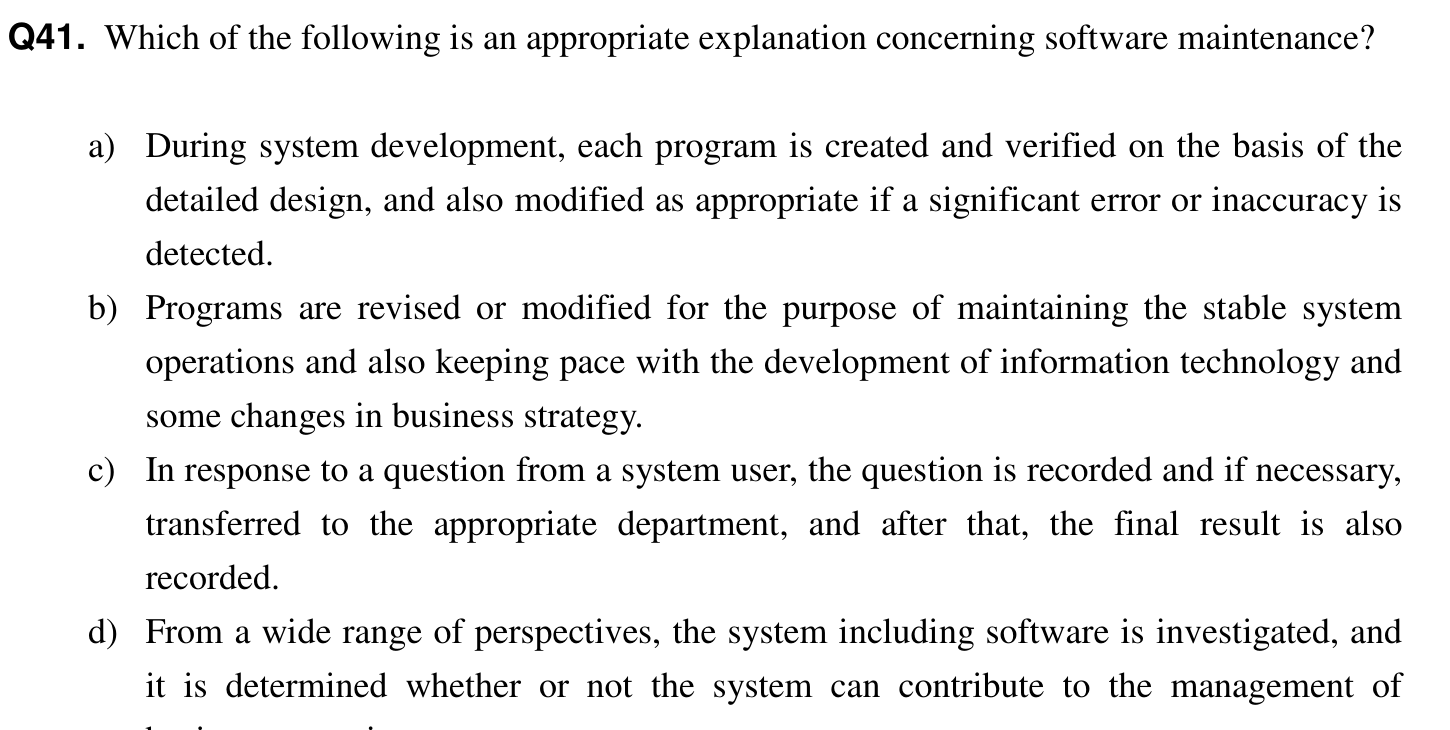 Q41. Which of the following is an appropriate explanation concerning software maintenance?
a) During system development, each program is created and verified on the basis of the
detailed design, and also modified as appropriate if a significant error or inaccuracy is
detected.
b) Programs are revised or modified for the purpose of maintaining the stable system
operations and also keeping pace with the development of information technology and
some changes in business strategy.
c) In response to a question from a system user, the question is recorded and if necessary,
transferred to the appropriate department, and after that, the final result is also
recorded.
d) From a wide range of perspectives, the system including software is investigated, and
it is determined whether or not the system can contribute to the management of